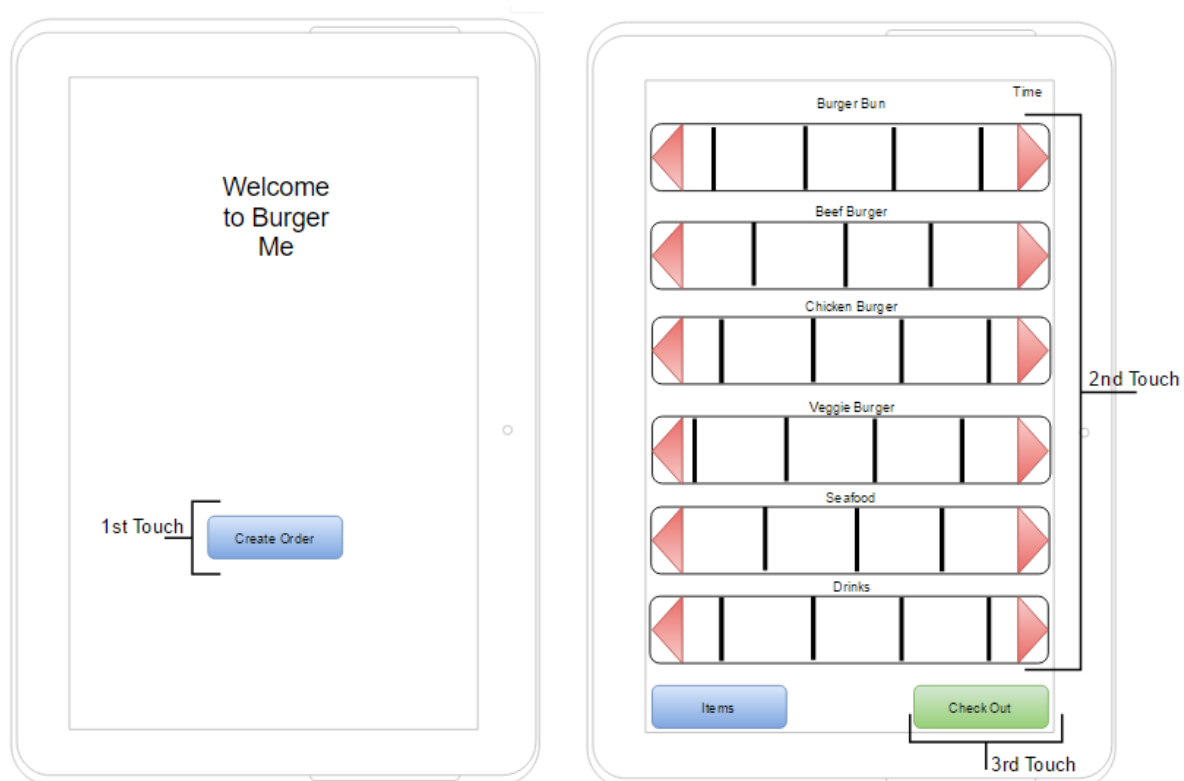 Welcome
to Burger
Me
1st Touch
Create Order
Time
Burger Bun
Beef Burger
Chicken Burger
2nd Touch
Veggie Burger
Seafood
Drinks
Items
Check Out
3rd Touch